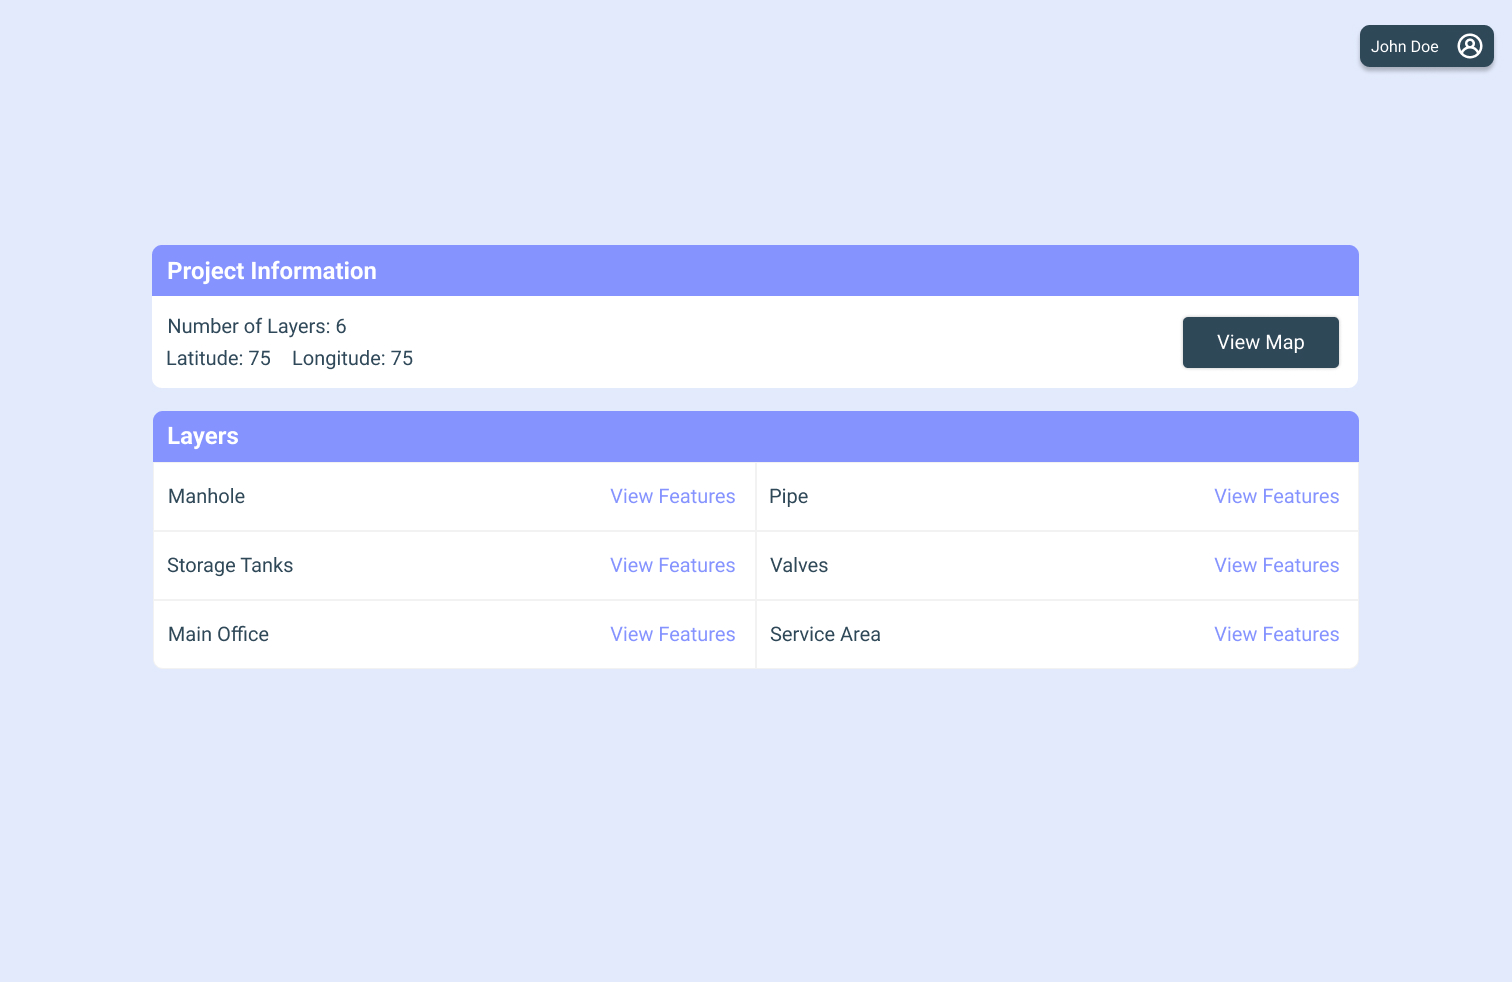 John Doe
Project Information
Number of Layers: 6
Latitude: 75 Longitude: 75
View Map
Layers
Manhole View Features Pipe View Features
Storage Tanks View Features Valves View Features
Main Office View Features Service Area View Features